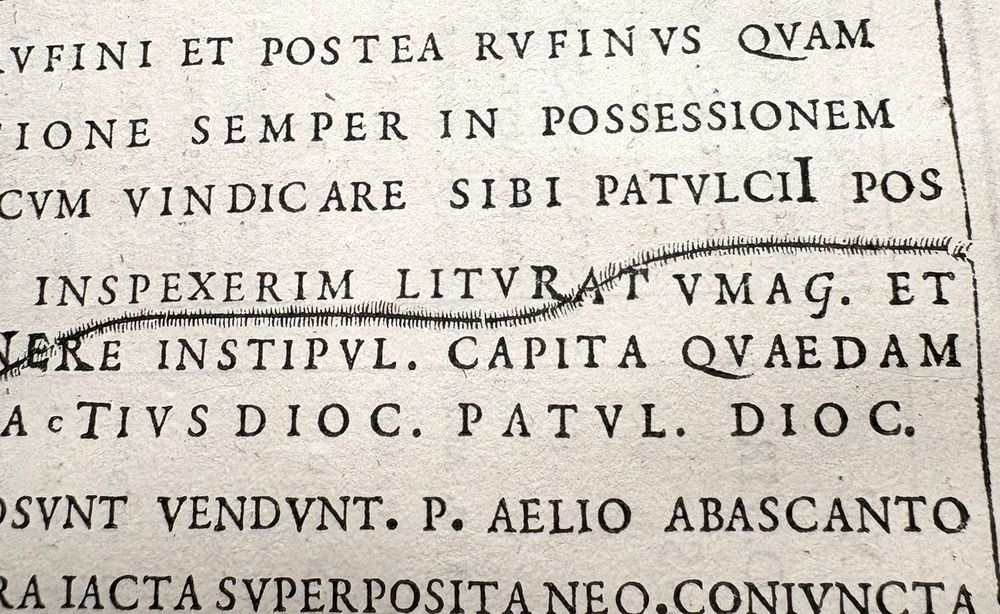 RVFINI ET POSTEA RVFINVS QVAM
TIONE SEMPER IN POSSESSIONEM
CVM VINDICARE SIBI PATVLCII POS
INSPEXERIM LITVRAT VMAG. ET
NERE INSTIPVL. CAPITA QVAEDAM
ACTIVS DIOC. PATVL. DIOC.
OSVNT VENDVNT. P. AELIO ABASCANTO
RA IACTA SVPERPOSITA NEO. CONIVNCTA